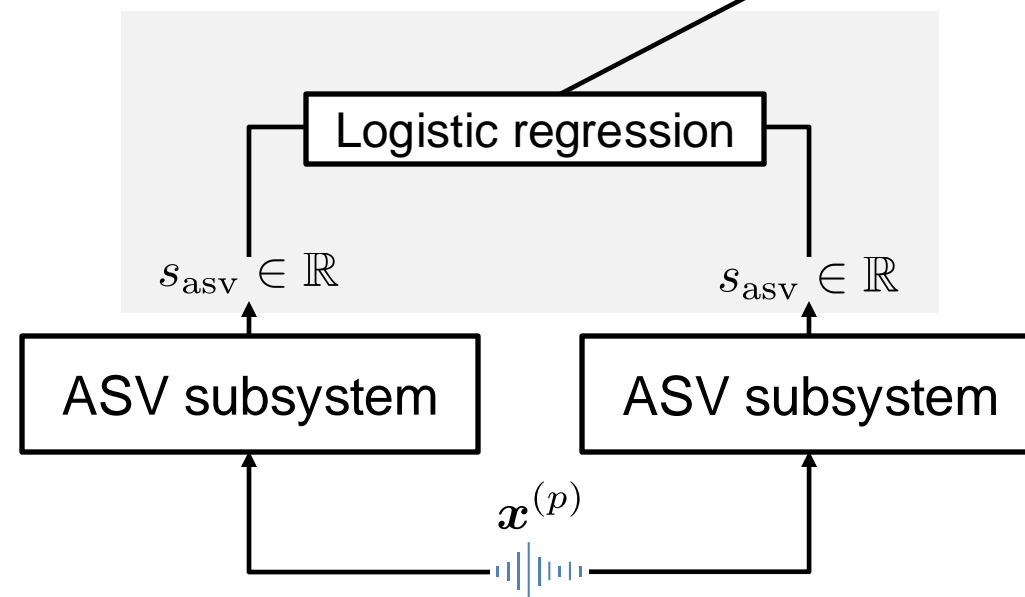 Logistic regression
s_asv ∈ ℝ
s_asv ∈ ℝ
ASV subsystem
ASV subsystem
x^(p)